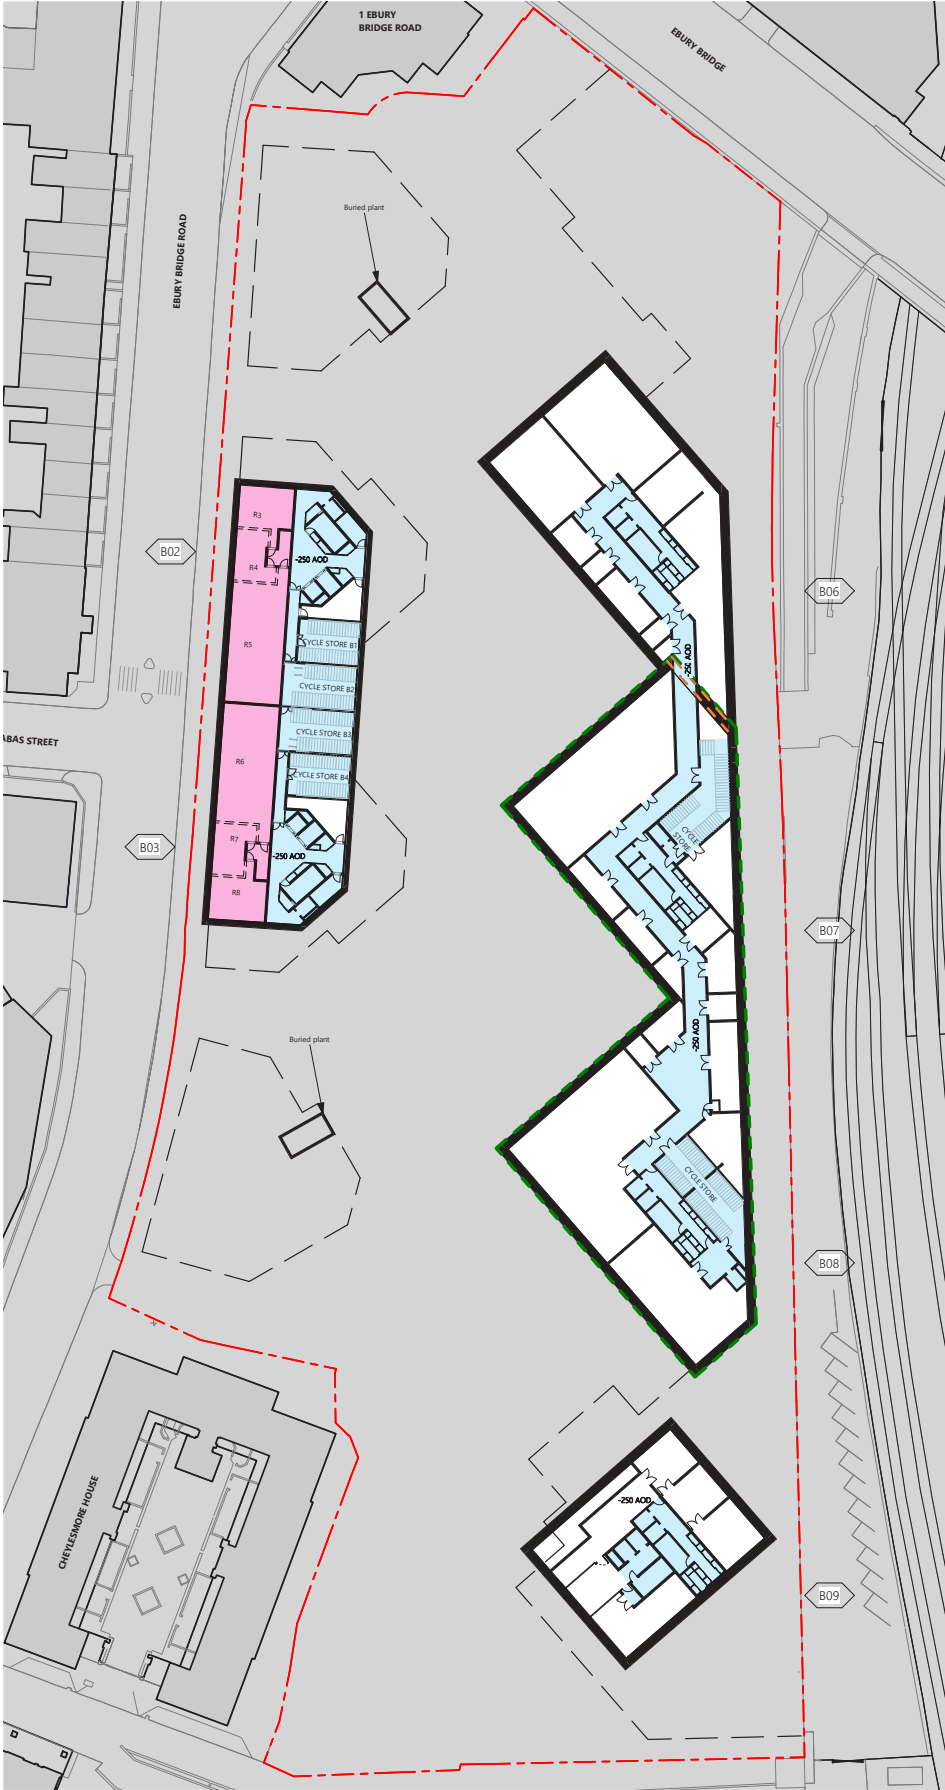 1 EBURY
BRIDGE ROAD
EBURY BRIDGE
Buried plant
EBURY BRIDGE ROAD
R3
B02
-250 AOD
R4
B06
CYCLE STORE B1
R5
-250 AOD
CYCLE STORE B2
ABAS STREET
CYCLE STORE B3
R6
CYCLE STORE B4
CYCLE
STORE
R7
B03
-250 AOD
R8
B07
Buried plant
-250 AOD
CYCLE STORE
B08
-250 AOD
CHEYLESMORE HOUSE
B09